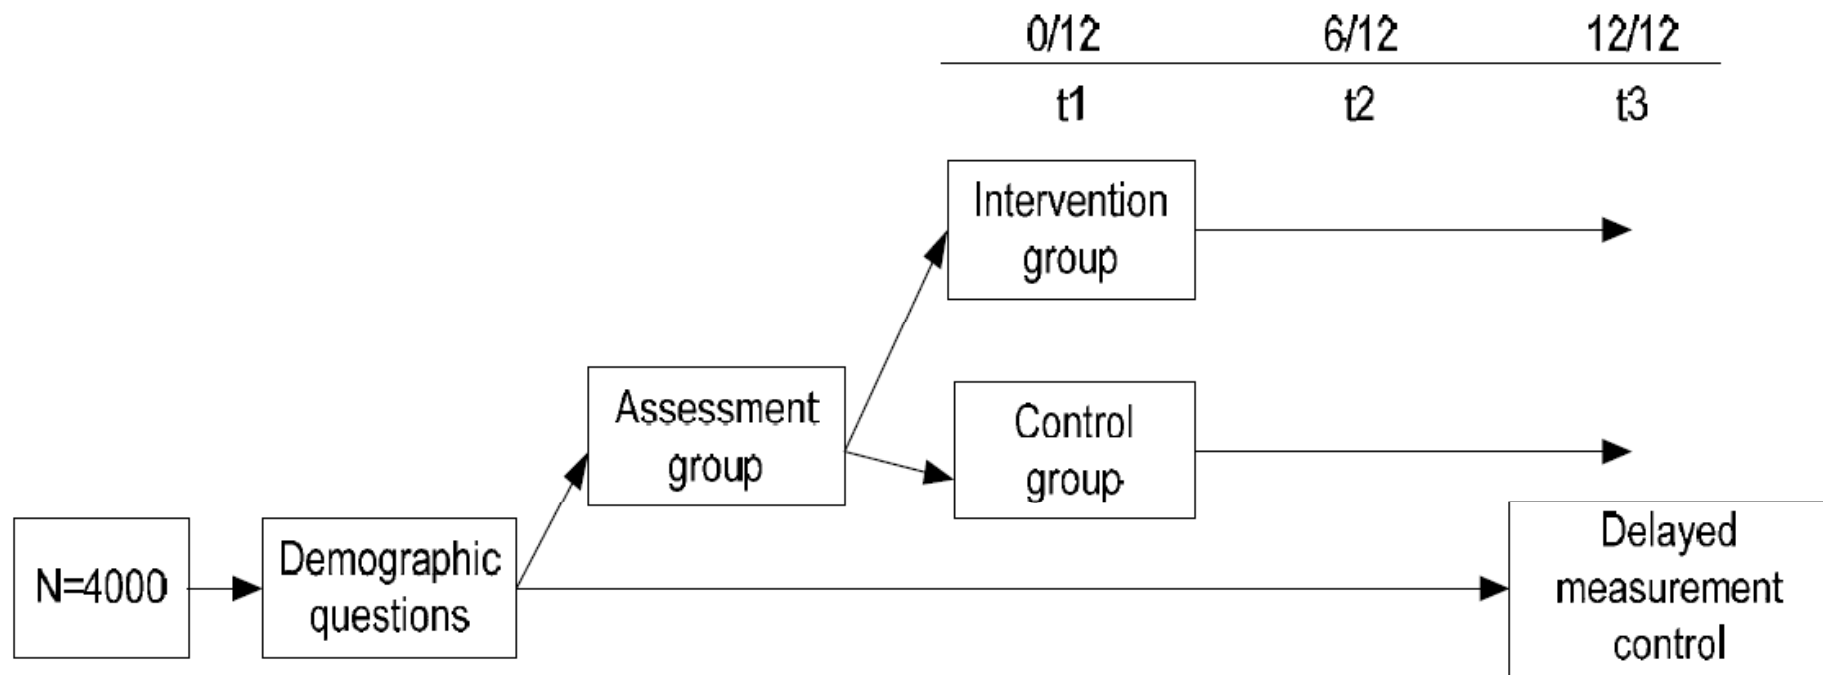 0/12 6/12 12/12
t1 t2 t3
Intervention
group
Assessment
group
Control
group
N=4000
Demographic
questions
Delayed
measurement
control